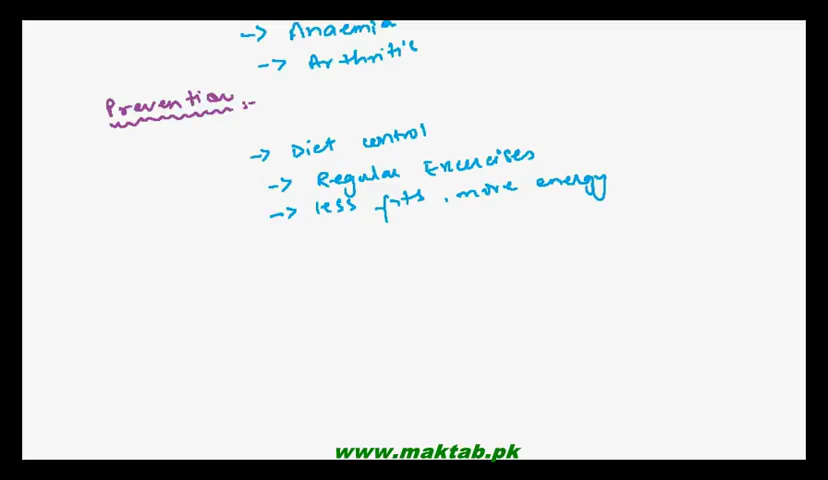 -> Anaemia
-> Arthritic
Prevention :-
-> Diet control
-> Regular Exercises
-> less fats , more energy
www.maktab.pk